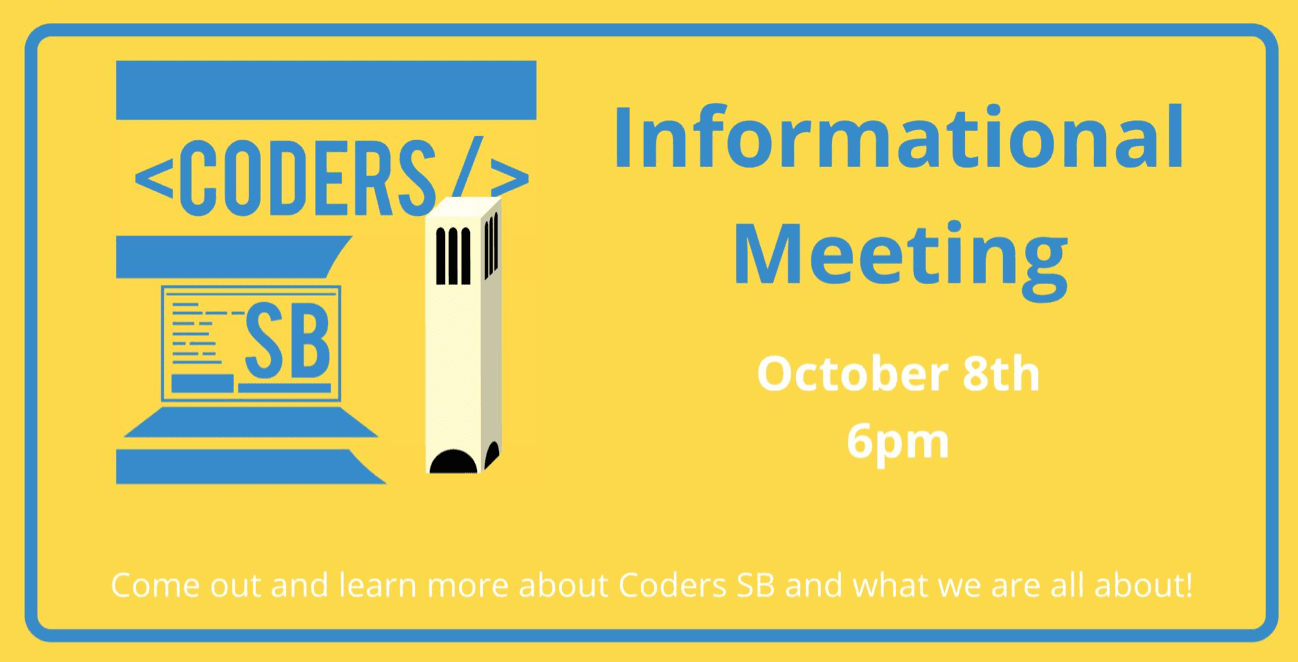 <CODERS/>
SB
Informational
Meeting
October 8th
6pm
Come out and learn more about Coders SB and what we are all about!